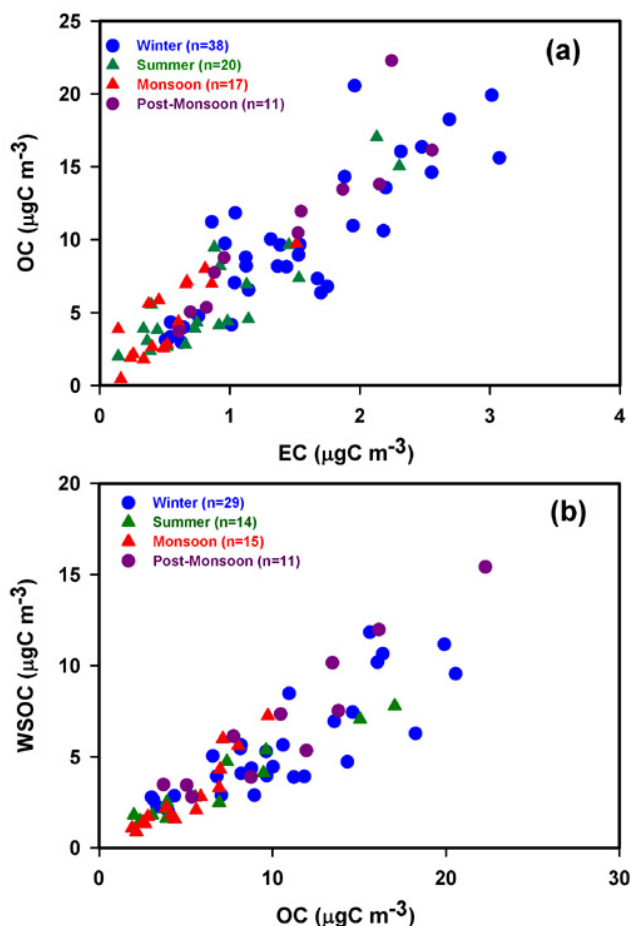 25
20
15
10
5
0
OC (μgC m-3)
Winter (n=38)
Summer (n=20)
Monsoon (n=17)
Post-Monsoon (n=11)
(a)
0 1 2 3 4
EC (μgC m-3)
20
15
10
5
0
WSOC (μgC m-3)
Winter (n=29)
Summer (n=14)
Monsoon (n=15)
Post-Monsoon (n=11)
(b)
0 10 20 30
OC (μgC m-3)